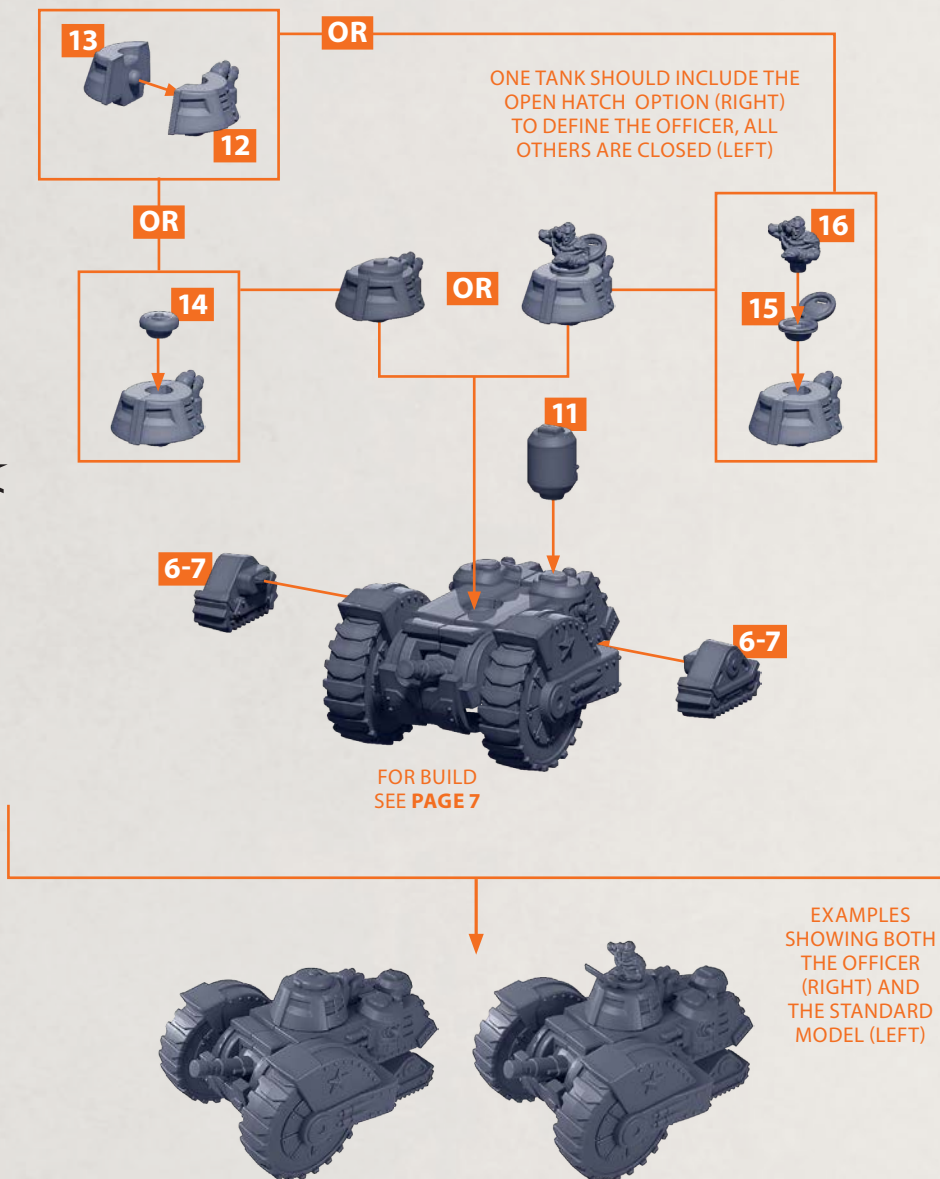 13
OR
12
ONE TANK SHOULD INCLUDE THE
OPEN HATCH OPTION (RIGHT)
TO DEFINE THE OFFICER, ALL
OTHERS ARE CLOSED (LEFT)
OR
16
14
OR
15
11
6-7
6-7
FOR BUILD
SEE PAGE 7
EXAMPLES
SHOWING BOTH
THE OFFICER
(RIGHT) AND
THE STANDARD
MODEL (LEFT)